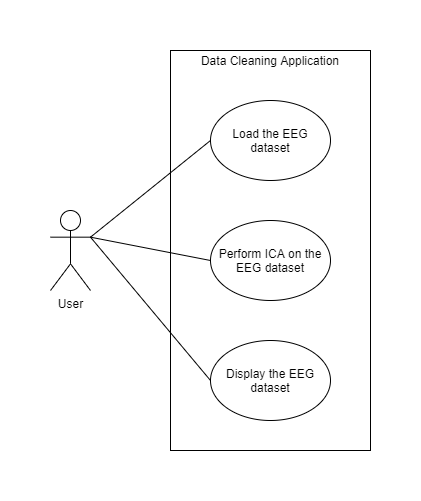 Data Cleaning Application
Load the EEG
dataset
Perform ICA on the
EEG dataset
User
Display the EEG
dataset